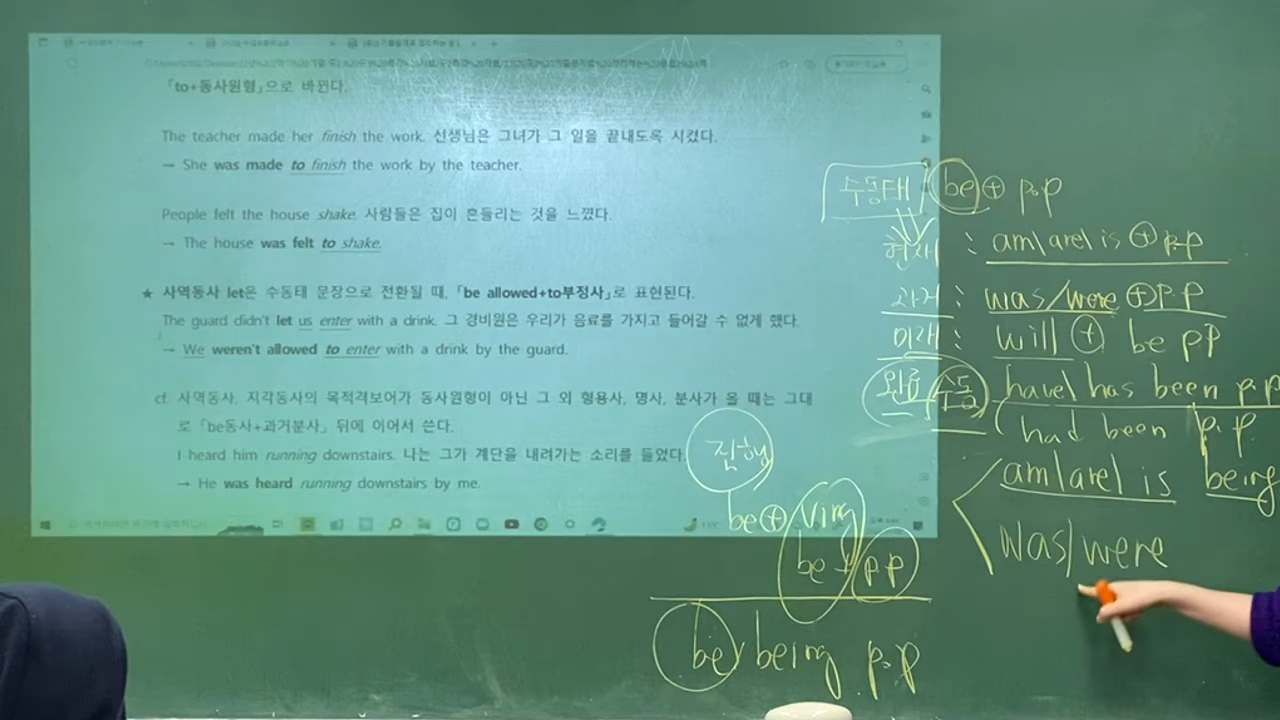 「to+동사원형」으로 바뀐다.
The teacher made her finish the work. 선생님은 그녀가 그 일을 끝내도록 시켰다.
→ She was made to finish the work by the teacher.
People felt the house shake. 사람들은 집이 흔들리는 것을 느꼈다.
→ The house was felt to shake.
★ 사역동사 let은 수동태 문장으로 전환될 때, 「be allowed+to부정사」로 표현된다.
The guard didn't let us enter with a drink. 그 경비원은 우리가 음료를 가지고 들어갈 수 없게 했다.
→ We weren't allowed to enter with a drink by the guard.
cf. 사역동사, 지각동사의 목적격보어가 동사원형이 아닌 그 외 형용사, 명사, 분사가 올 때는 그대
로 「be동사+과거분사」 뒤에 이어서 쓴다.
I heard him running downstairs. 나는 그가 계단을 내려가는 소리를 들었다.
→ He was heard running downstairs by me.
수동태 be + p.p
현재 : am/are/is + p.p
과거 : was/were + p.p
미래 : will + be pp
완료 수동 have/has been p.p
had been p.p.
am/are/is being
was/were
진행
be + ving
be + p.p
be being p.p